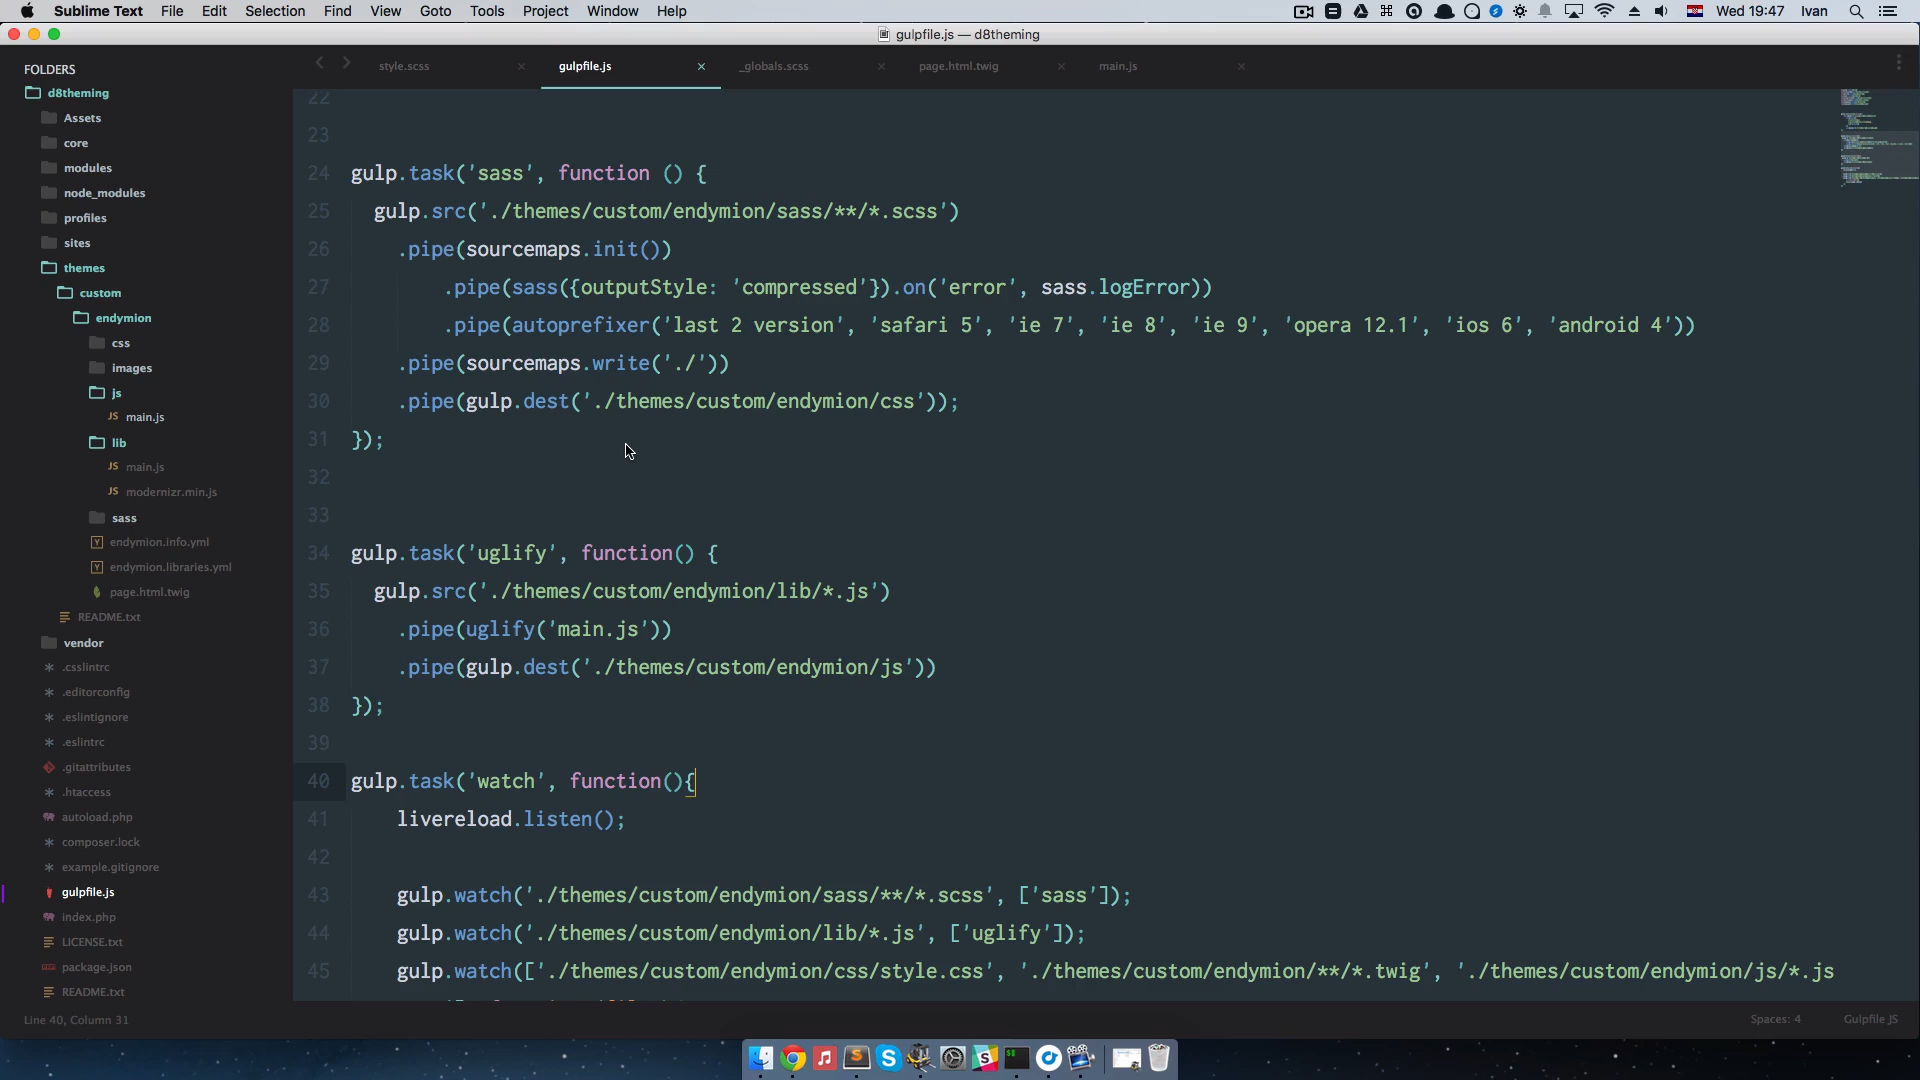 Sublime Text File Edit Selection Find View Goto Tools Project Window Help Wed 19:47 Ivan
gulpfile.js — d8theming
FOLDERS
d8theming
Assets
core
modules
node_modules
profiles
sites
themes
custom
endymion
css
images
js
JS main.js
lib
JS main.js
JS modernizr.min.js
sass
Y endymion.info.yml
Y endymion.libraries.yml
page.html.twig
README.txt
vendor
.csslintrc
.editorconfig
.eslintignore
.eslintrc
.gitattributes
.htaccess
autoload.php
composer.lock
example.gitignore
gulpfile.js
index.php
LICENSE.txt
package.json
README.txt
style.scss gulpfile.js _globals.scss page.html.twig main.js
22
23
24 gulp.task('sass', function () {
25 gulp.src('./themes/custom/endymion/sass/**/*.scss')
26 .pipe(sourcemaps.init())
27 .pipe(sass({outputStyle: 'compressed'}).on('error', sass.logError))
28 .pipe(autoprefixer('last 2 version', 'safari 5', 'ie 7', 'ie 8', 'ie 9', 'opera 12.1', 'ios 6', 'android 4'))
29 .pipe(sourcemaps.write('./'))
30 .pipe(gulp.dest('./themes/custom/endymion/css'));
31 });
32
33
34 gulp.task('uglify', function() {
35 gulp.src('./themes/custom/endymion/lib/*.js')
36 .pipe(uglify('main.js'))
37 .pipe(gulp.dest('./themes/custom/endymion/js'))
38 });
39
40 gulp.task('watch', function(){
41 livereload.listen();
42
43 gulp.watch('./themes/custom/endymion/sass/**/*.scss', ['sass']);
44 gulp.watch('./themes/custom/endymion/lib/*.js', ['uglify']);
45 gulp.watch(['./themes/custom/endymion/css/style.css', './themes/custom/endymion/**/*.twig', './themes/custom/endymion/js/*.js
Line 40, Column 31 Spaces: 4 Gulpfile JS